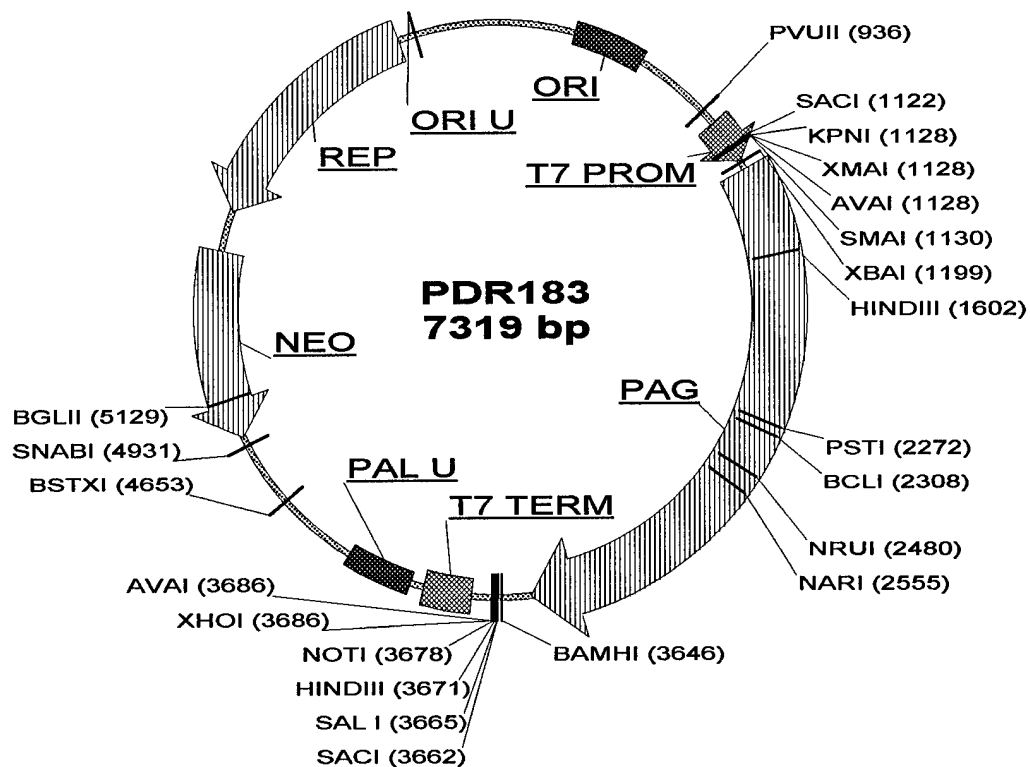 PVUII (936)
SACI (1122)
KPNI (1128)
XMAI (1128)
AVAI (1128)
SMAI (1130)
XBAI (1199)
HINDIII (1602)
ORI
ORI U
REP
T7 PROM
PDR183
7319 bp
NEO
PAG
BGLII (5129)
SNABI (4931)
BSTXI (4653)
PSTI (2272)
BCLI (2308)
NRUI (2480)
NARI (2555)
PAL U
T7 TERM
AVAI (3686)
XHOI (3686)
NOTI (3678)
HINDIII (3671)
SAL I (3665)
SACI (3662)
BAMHI (3646)